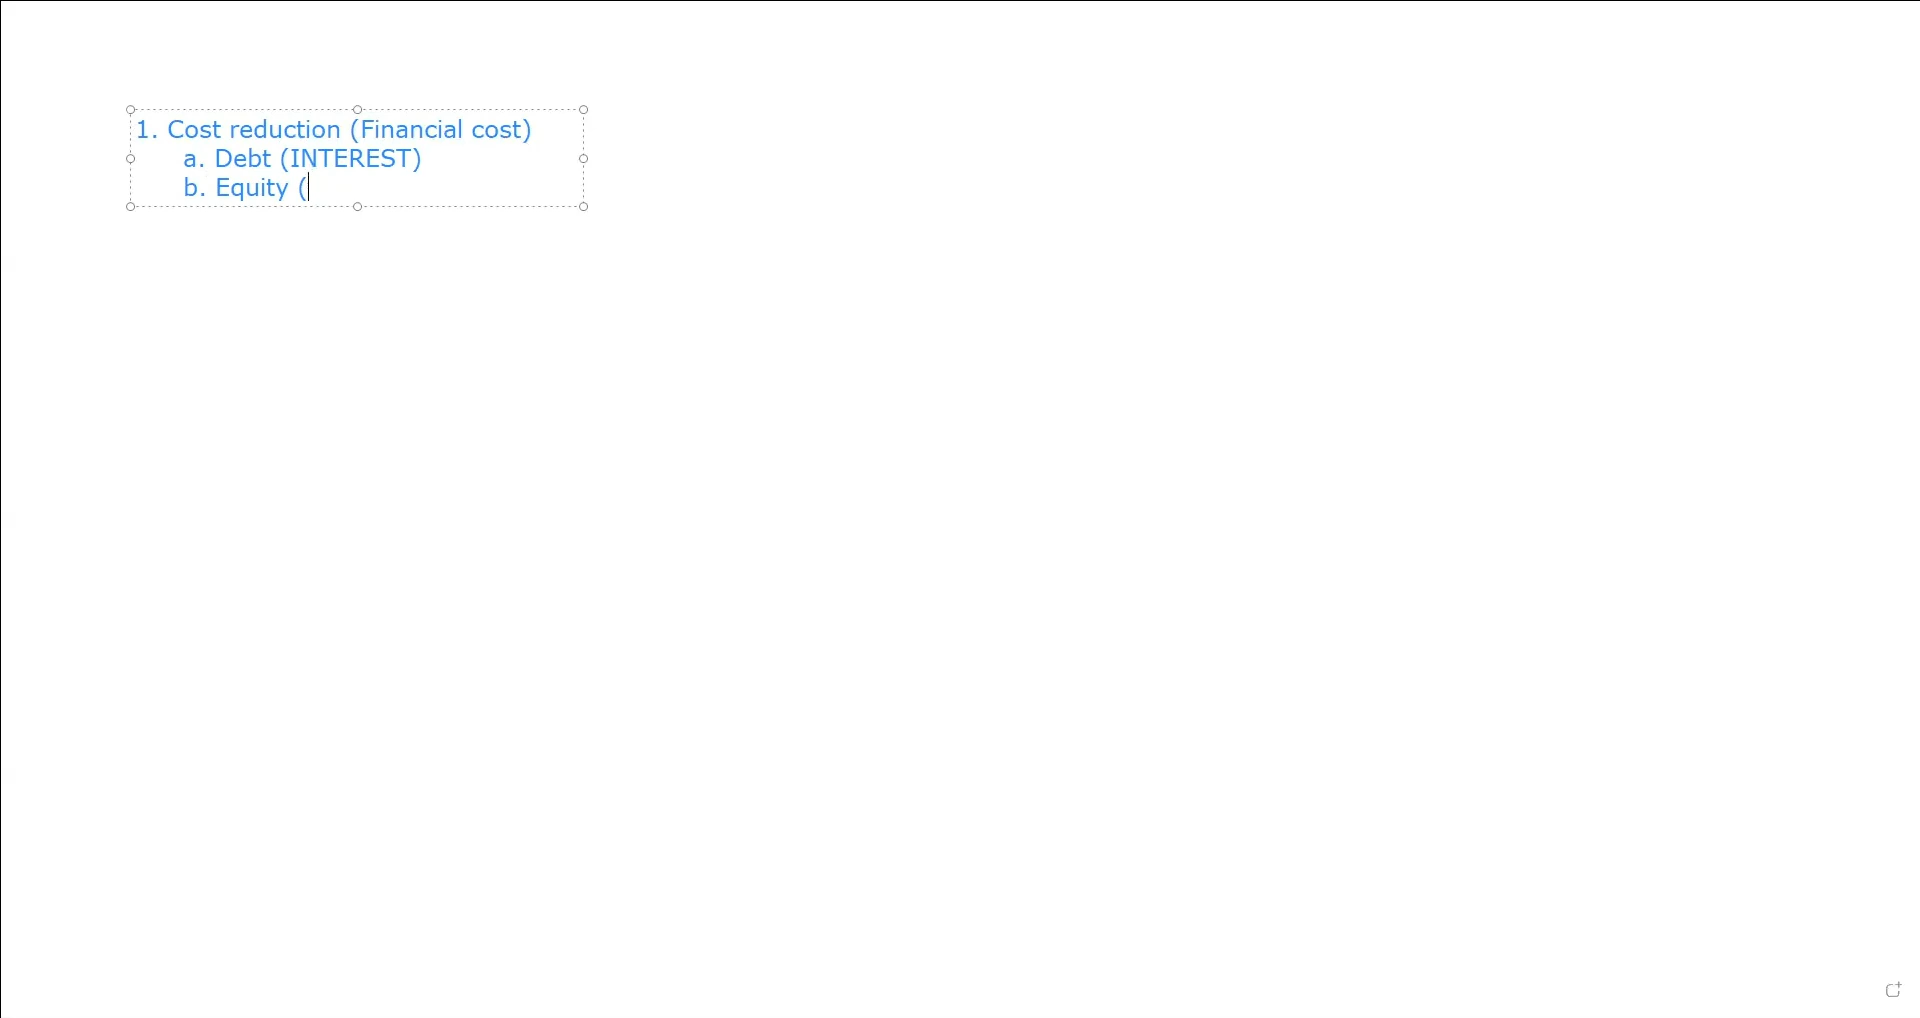 1. Cost reduction (Financial cost)
a. Debt (INTEREST)
b. Equity (